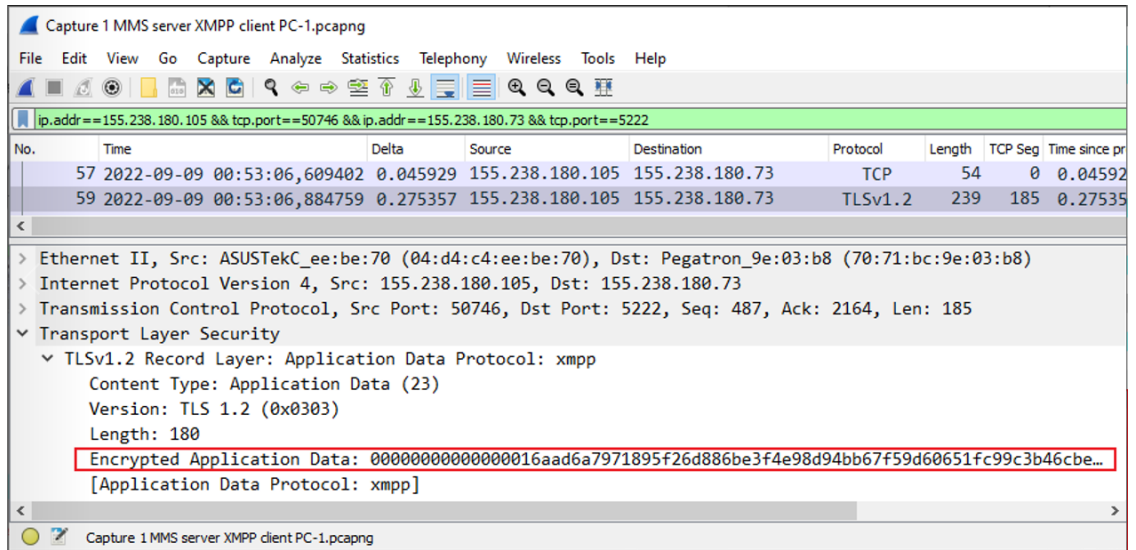 Capture 1 MMS server XMPP client PC-1.pcapng
File Edit View Go Capture Analyze Statistics Telephony Wireless Tools Help
ip.addr==155.238.180.105 && tcp.port==50746 && ip.addr==155.238.180.73 && tcp.port==5222
No. Time Delta Source Destination Protocol Length TCP Seg Time since pr
57 2022-09-09 00:53:06,609402 0.045929 155.238.180.105 155.238.180.73 TCP 54 0 0.04592
59 2022-09-09 00:53:06,884759 0.275357 155.238.180.105 155.238.180.73 TLSv1.2 239 185 0.27535
> Ethernet II, Src: ASUSTekC_ee:be:70 (04:d4:c4:ee:be:70), Dst: Pegatron_9e:03:b8 (70:71:bc:9e:03:b8)
> Internet Protocol Version 4, Src: 155.238.180.105, Dst: 155.238.180.73
> Transmission Control Protocol, Src Port: 50746, Dst Port: 5222, Seq: 487, Ack: 2164, Len: 185
Transport Layer Security
TLSv1.2 Record Layer: Application Data Protocol: xmpp
Content Type: Application Data (23)
Version: TLS 1.2 (0x0303)
Length: 180
Encrypted Application Data: 00000000000000016aad6a7971895f26d886be3f4e98d94bb67f59d60651fc99c3b46cbe…
[Application Data Protocol: xmpp]
Capture 1 MMS server XMPP client PC-1.pcapng